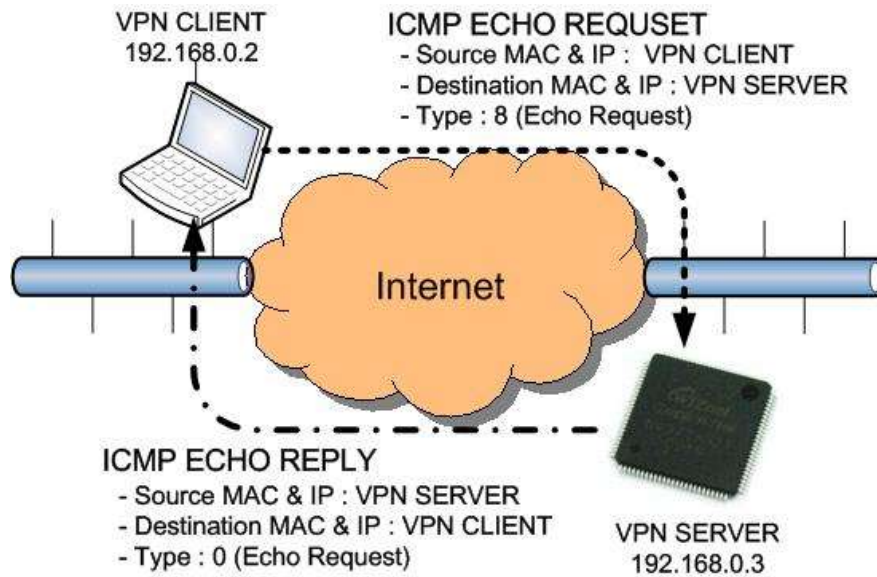 VPN CLIENT
192.168.0.2
ICMP ECHO REQUSET
- Source MAC & IP : VPN CLIENT
- Destination MAC & IP : VPN SERVER
- Type : 8 (Echo Request)
Internet
ICMP ECHO REPLY
- Source MAC & IP : VPN SERVER
- Destination MAC & IP : VPN CLIENT
- Type : 0 (Echo Request)
VPN SERVER
192.168.0.3